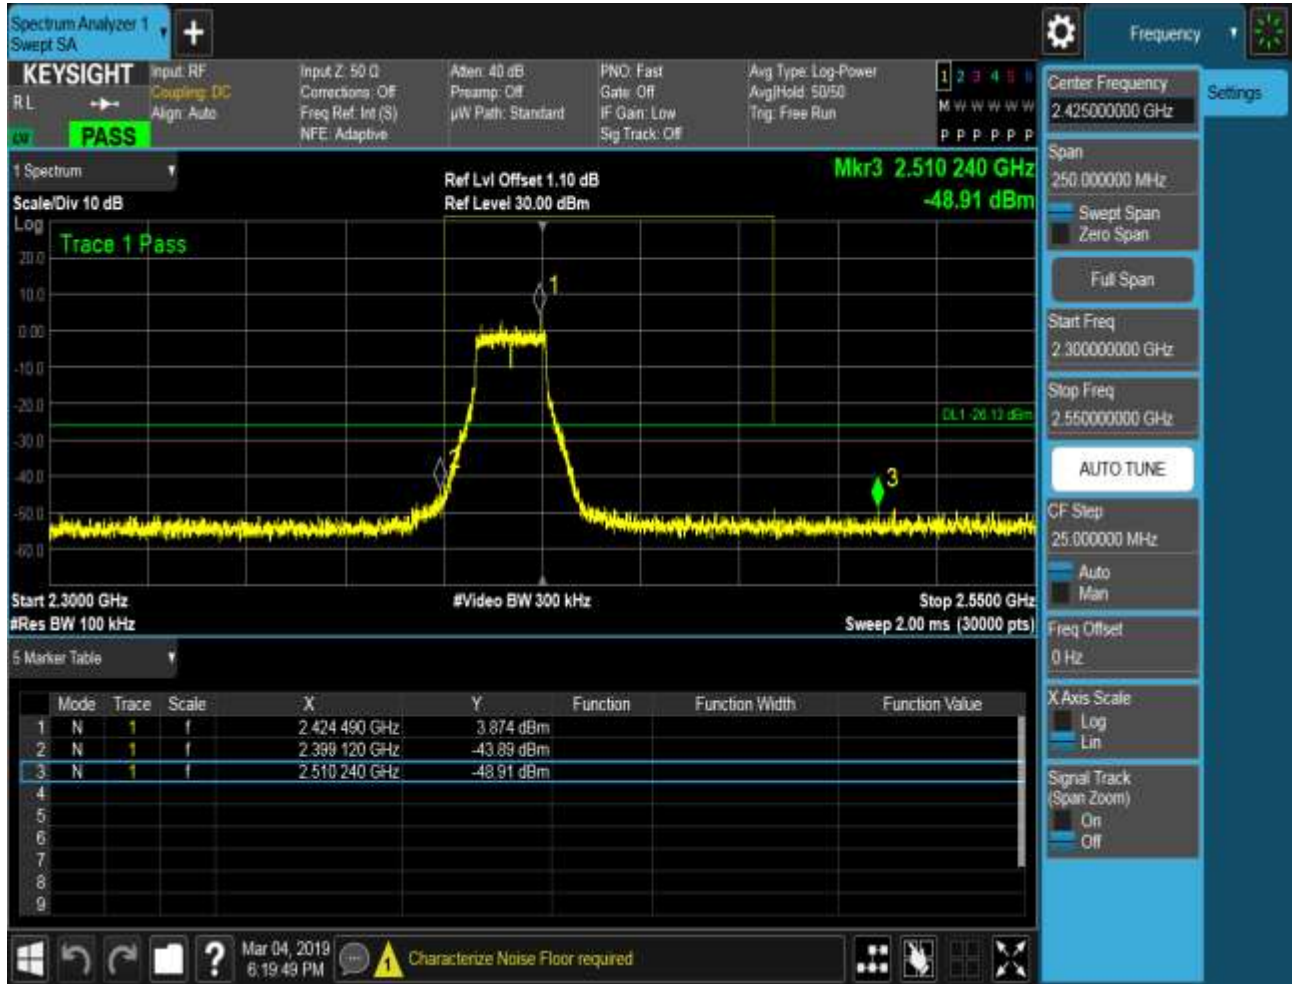 Spectrum Analyzer 1
Swept SA
+
Frequency
KEYSIGHT
Input: RF
Coupling: DC
Align: Auto
Input Z: 50 Ω
Corrections: Off
Freq Ref: Int (S)
NFE: Adaptive
Atten: 40 dB
Preamp: Off
µW Path: Standard
PNO: Fast
Gate: Off
IF Gain: Low
Sig Track: Off
Avg Type: Log-Power
Avg|Hold: 50/50
Trig: Free Run
1 2 3 4 5 6
M W W W W W
P P P P P P
R L
PASS
1 Spectrum
Ref Lvl Offset 1.10 dB
Mkr3 2.510 240 GHz
Scale/Div 10 dB
Ref Level 30.00 dBm
-48.91 dBm
Log
Trace 1 Pass
20.0
10.0
0.00
-10.0
-20.0
-30.0
-40.0
-50.0
-60.0
1
2
3
DL1 -26.13 dBm
Start 2.3000 GHz
#Video BW 300 kHz
Stop 2.5500 GHz
#Res BW 100 kHz
Sweep 2.00 ms (30000 pts)
5 Marker Table
Mode Trace Scale X Y Function Function Width Function Value
1 N 1 f 2.424 490 GHz 3.874 dBm
2 N 1 f 2.399 120 GHz -43.89 dBm
3 N 1 f 2.510 240 GHz -48.91 dBm
4
5
6
7
8
9
Mar 04, 2019
6:19:49 PM
?
1
Characterize Noise Floor required
Center Frequency
2.425000000 GHz
Settings
Span
250.000000 MHz
Swept Span
Zero Span
Full Span
Start Freq
2.300000000 GHz
Stop Freq
2.550000000 GHz
AUTO TUNE
CF Step
25.000000 MHz
Auto
Man
Freq Offset
0 Hz
X Axis Scale
Log
Lin
Signal Track
(Span Zoom)
On
Off